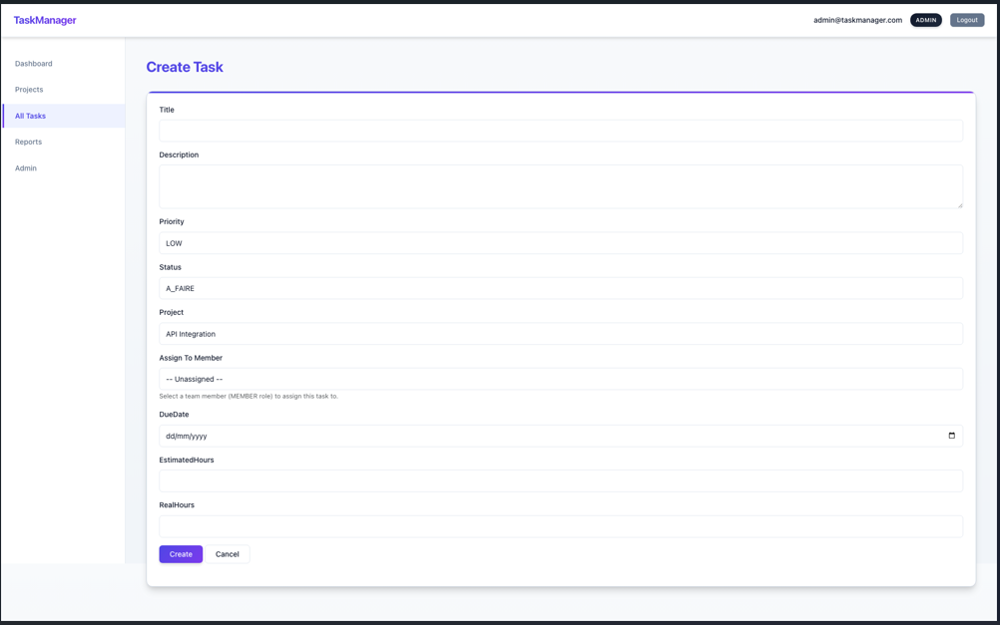 TaskManager
admin@taskmanager.com ADMIN Logout
Dashboard
Projects
All Tasks
Reports
Admin
Create Task
Title
Description
Priority
LOW
Status
A_FAIRE
Project
API Integration
Assign To Member
-- Unassigned --
Select a team member (MEMBER role) to assign this task to.
DueDate
dd/mm/yyyy
EstimatedHours
RealHours
Create Cancel